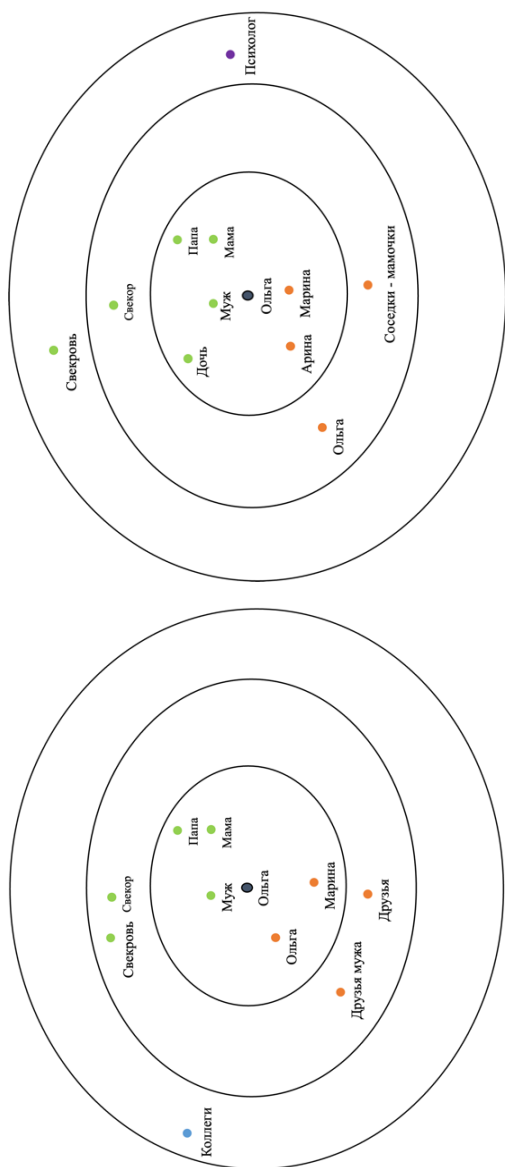 Коллеги
Свекровь
Свекор
Папа
Мама
Муж
Ольга
Ольга
Марина
Друзья мужа
Друзья
Свекровь
Свекор
Психолог
Папа
Мама
Дочь
Муж
Ольга
Марина
Арина
Ольга
Соседки - мамочки